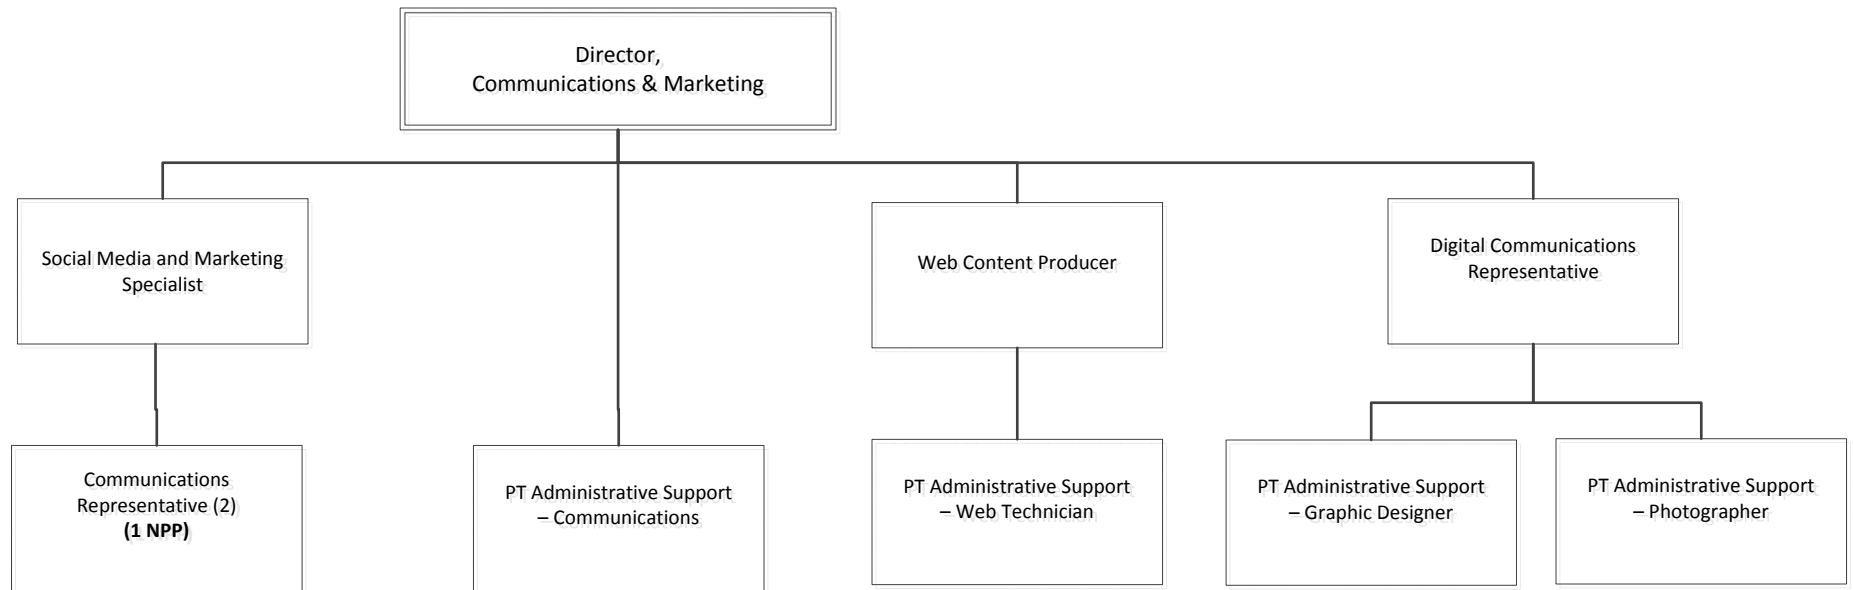 Director,
Communications & Marketing
Social Media and Marketing
Specialist
Web Content Producer
Digital Communications
Representative
Communications
Representative (2)
(1 NPP)
PT Administrative Support
– Communications
PT Administrative Support
– Web Technician
PT Administrative Support
– Graphic Designer
PT Administrative Support
– Photographer